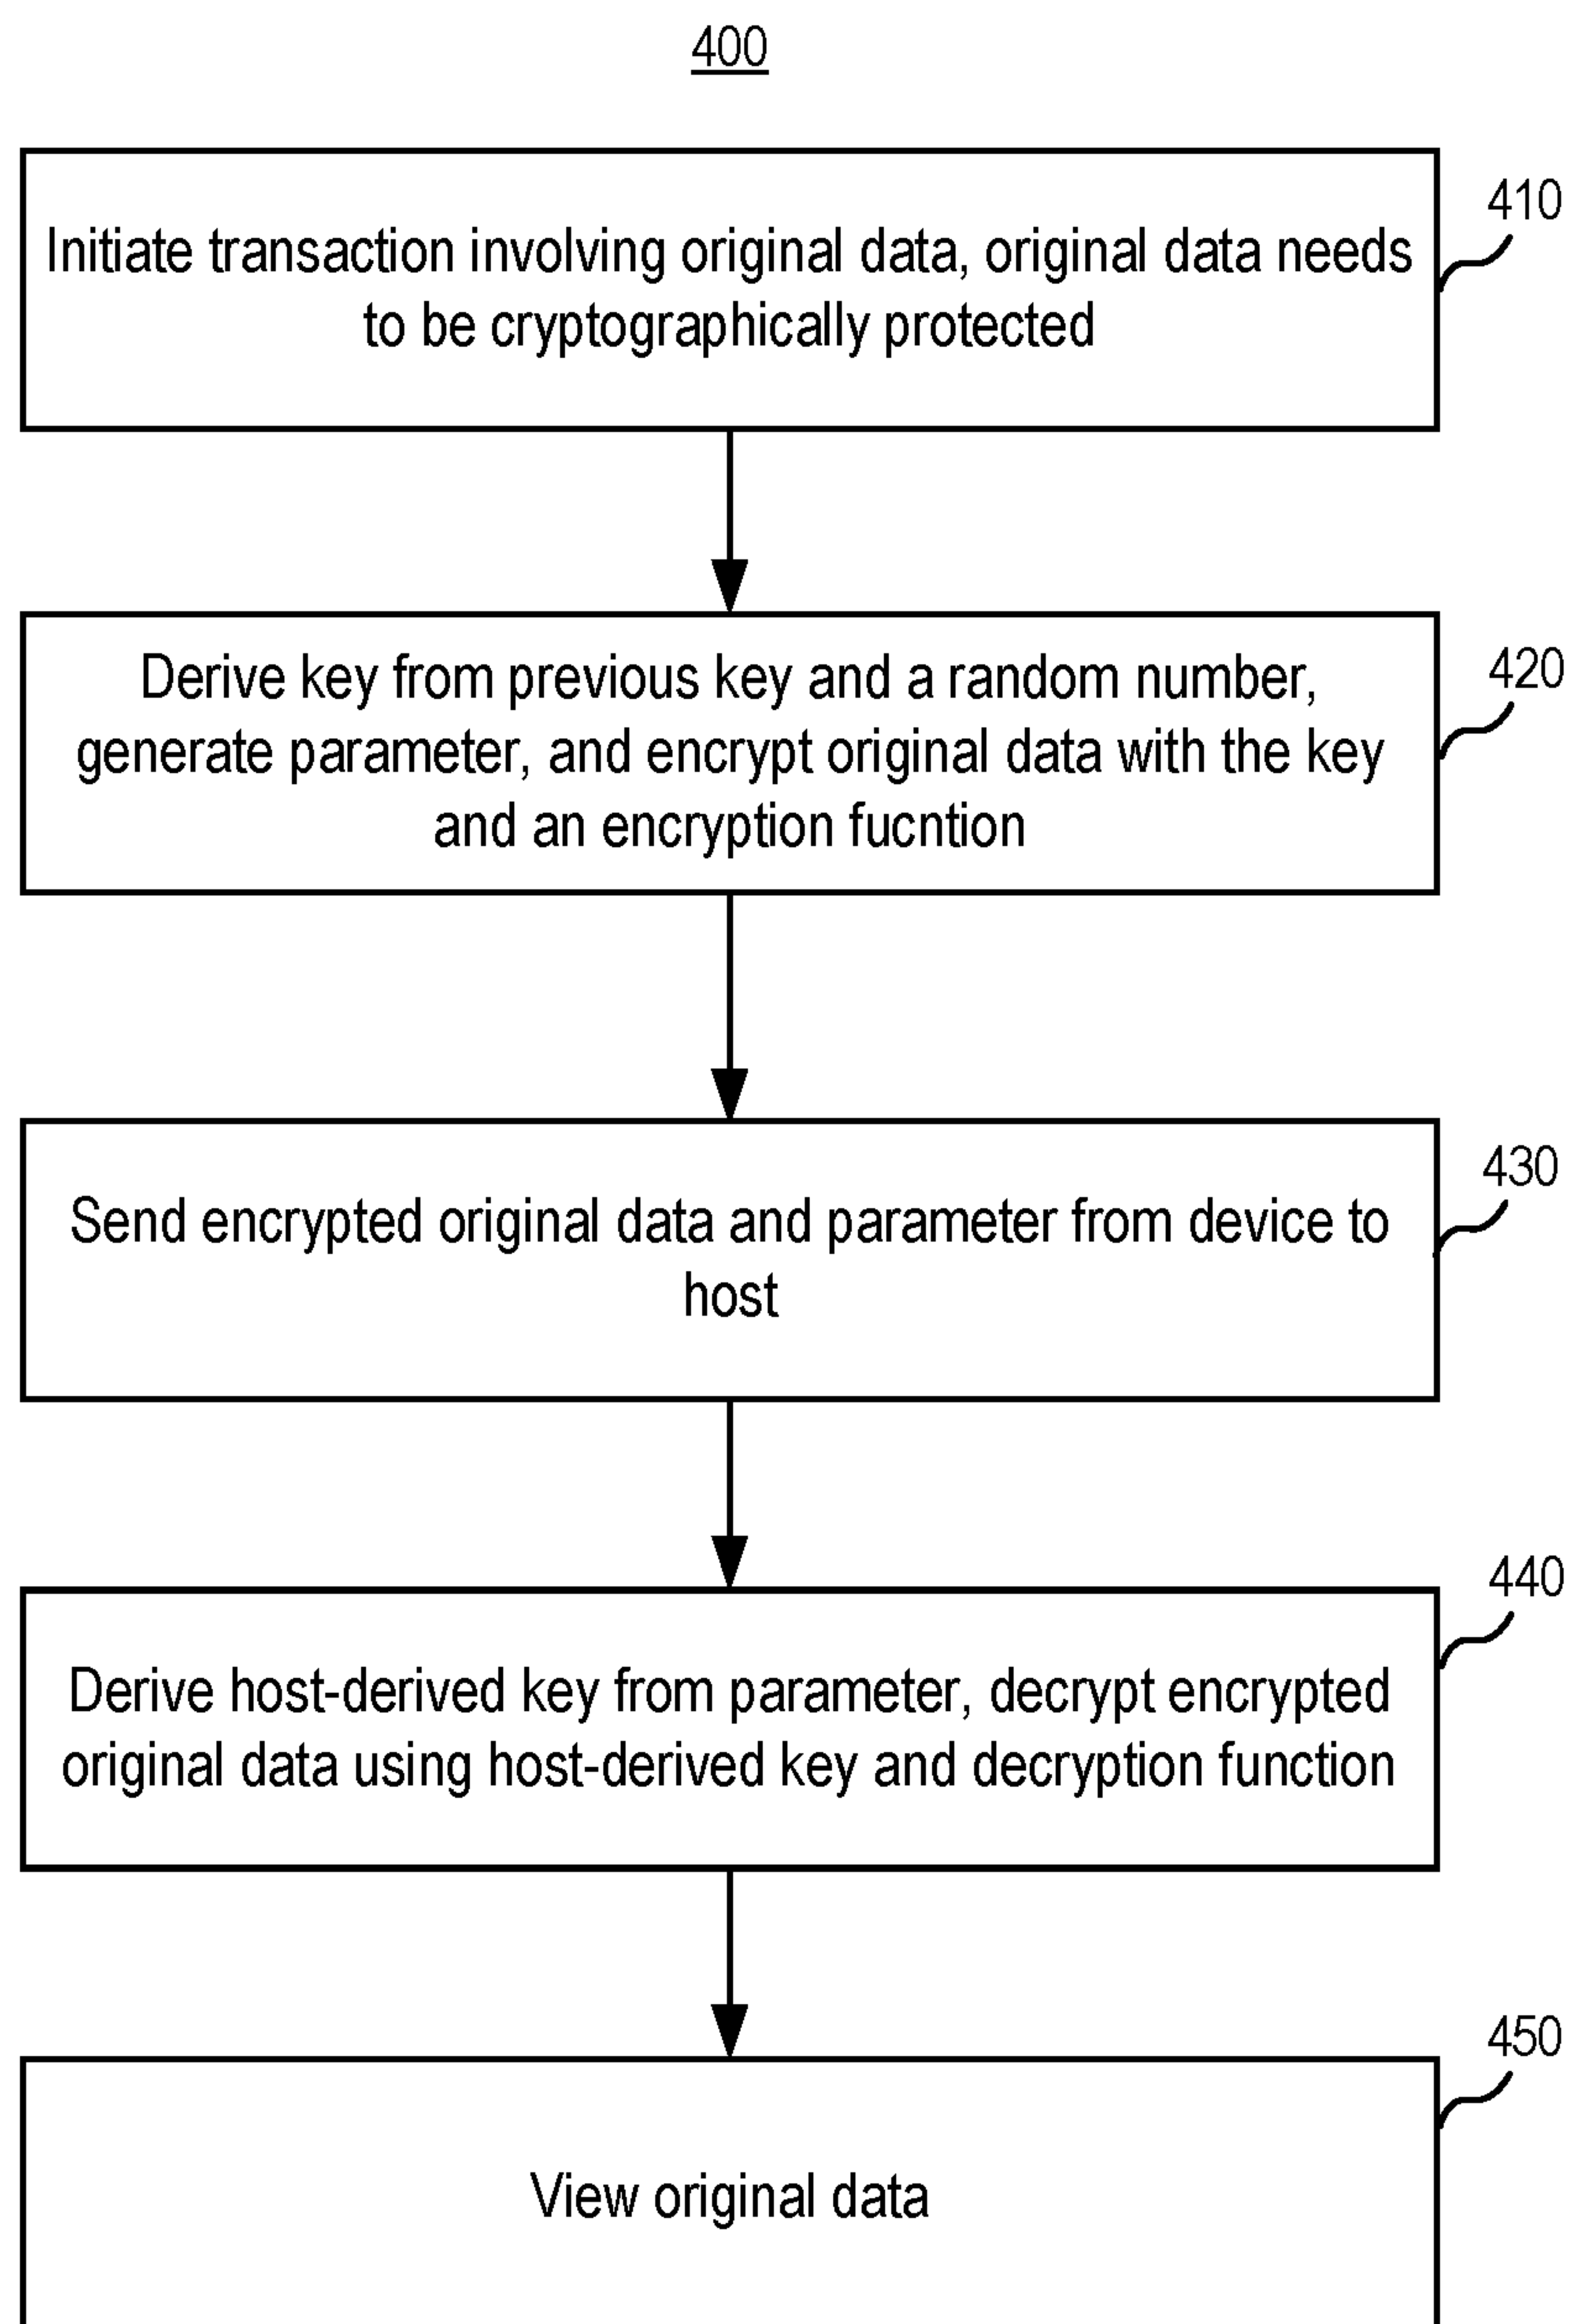 400
410
Initiate transaction involving original data, original data needs
to be cryptographically protected
420
Derive key from previous key and a random number,
generate parameter, and encrypt original data with the key
and an encryption fucntion
430
Send encrypted original data and parameter from device to
host
440
Derive host-derived key from parameter, decrypt encrypted
original data using host-derived key and decryption function
450
View original data